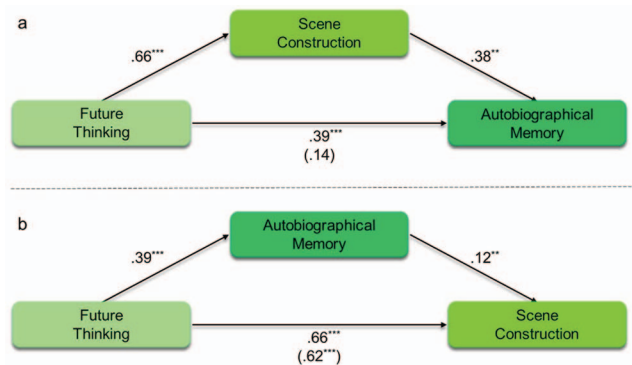 a
Scene
Construction
.66***
.38**
Future
Thinking
Autobiographical
Memory
.39***
(.14)
b
Autobiographical
Memory
.39***
.12**
Future
Thinking
Scene
Construction
.66***
(.62***)